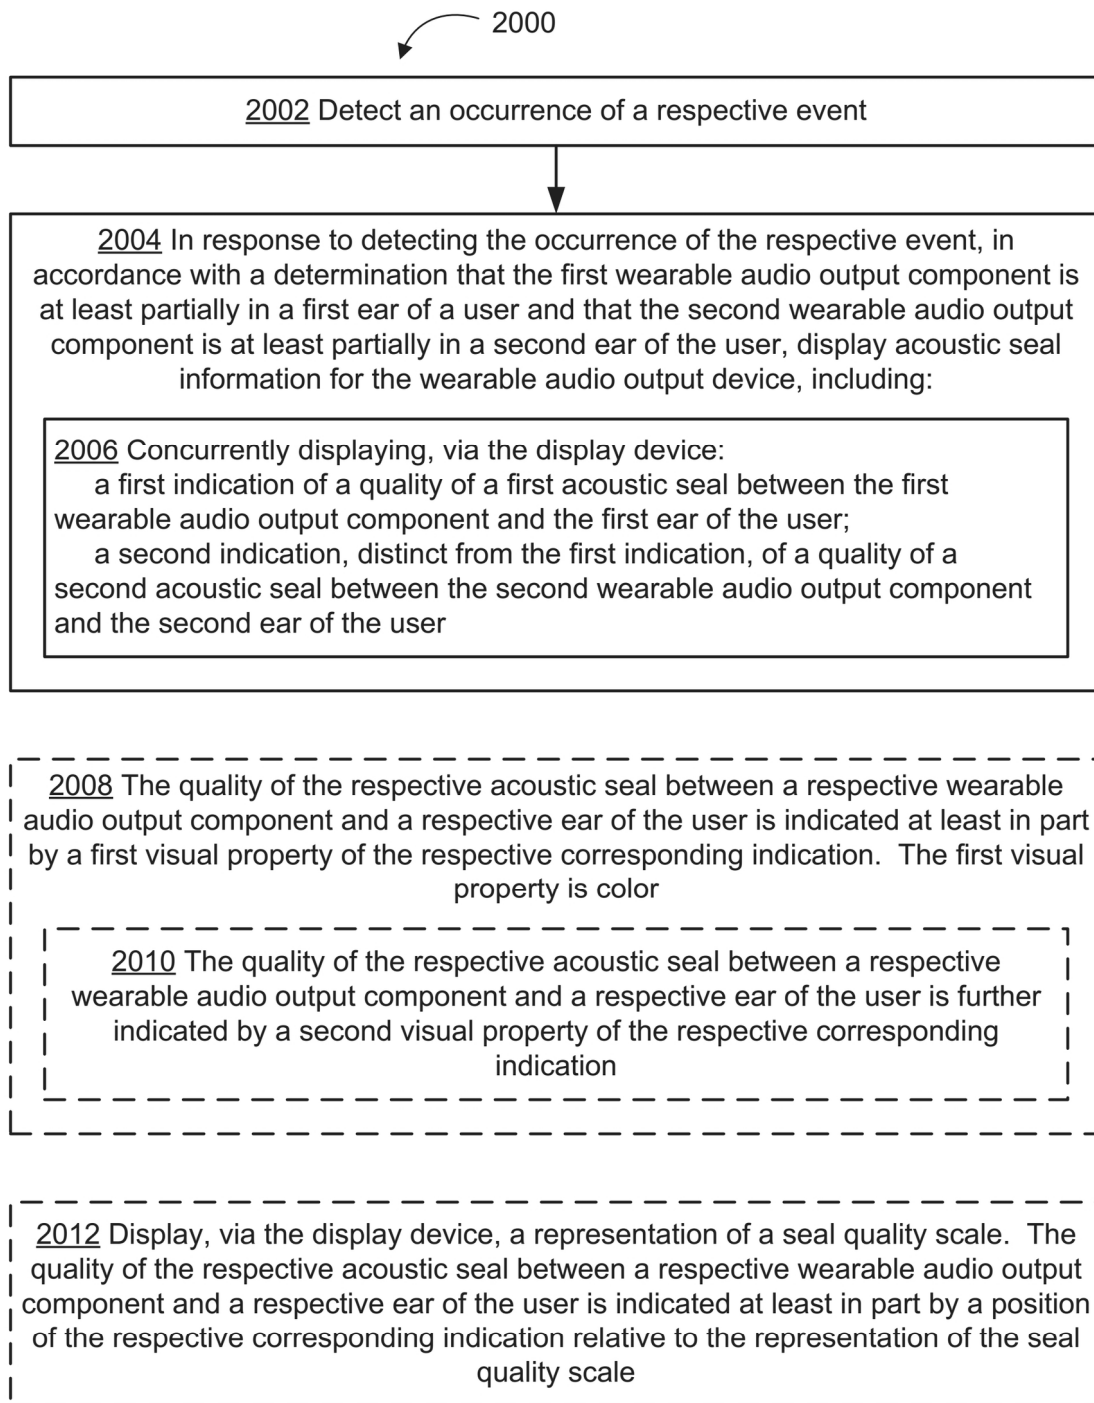 2000
2002 Detect an occurrence of a respective event
2004 In response to detecting the occurrence of the respective event, in
accordance with a determination that the first wearable audio output component is
at least partially in a first ear of a user and that the second wearable audio output
component is at least partially in a second ear of the user, display acoustic seal
information for the wearable audio output device, including:
2006 Concurrently displaying, via the display device:
a first indication of a quality of a first acoustic seal between the first
wearable audio output component and the first ear of the user;
a second indication, distinct from the first indication, of a quality of a
second acoustic seal between the second wearable audio output component
and the second ear of the user
2008 The quality of the respective acoustic seal between a respective wearable
audio output component and a respective ear of the user is indicated at least in part
by a first visual property of the respective corresponding indication.  The first visual
property is color
2010 The quality of the respective acoustic seal between a respective
wearable audio output component and a respective ear of the user is further
indicated by a second visual property of the respective corresponding
indication
2012 Display, via the display device, a representation of a seal quality scale.  The
quality of the respective acoustic seal between a respective wearable audio output
component and a respective ear of the user is indicated at least in part by a position
of the respective corresponding indication relative to the representation of the seal
quality scale